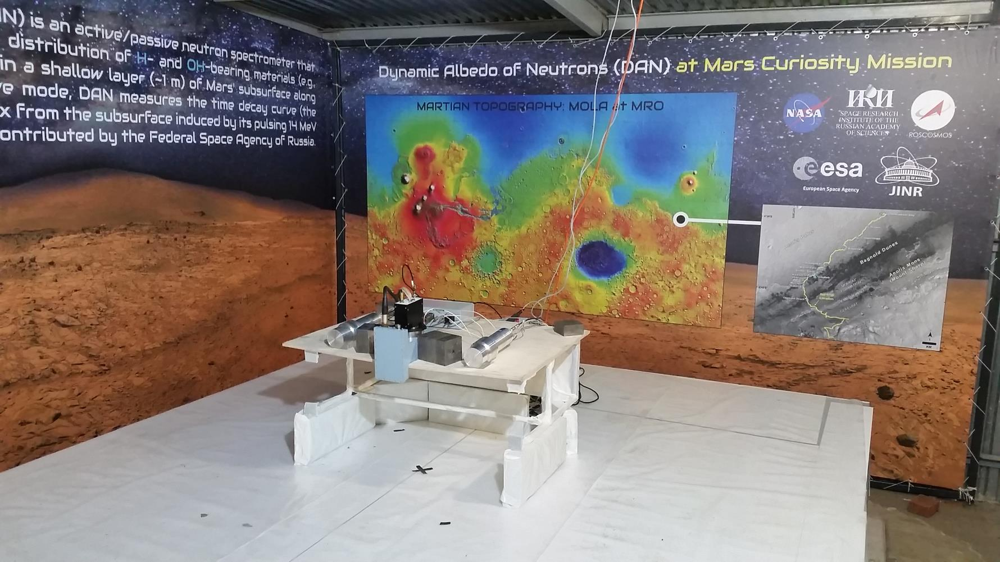 N) is an active/passive neutron spectrometer that
distribution of H- and OH-bearing materials (e.g.,
in a shallow layer (~1 m) of Mars' subsurface along
ve mode, DAN measures the time decay curve (the
x from the subsurface induced by its pulsing 14 MeV
ontributed by the Federal Space Agency of Russia.
Dynamic Albedo of Neutrons (DAN) at Mars Curiosity Mission
MARTIAN TOPOGRAPHY: MOLA at MRO
NASA
ИКИ
SPACE RESEARCH
INSTITUTE OF THE
RUSSIAN ACADEMY
OF SCIENCES
ROSCOSMOS
esa
European Space Agency
JINR
Bagnold Dunes
Aeolis Mons
(Mount Sharp)
Location
KM